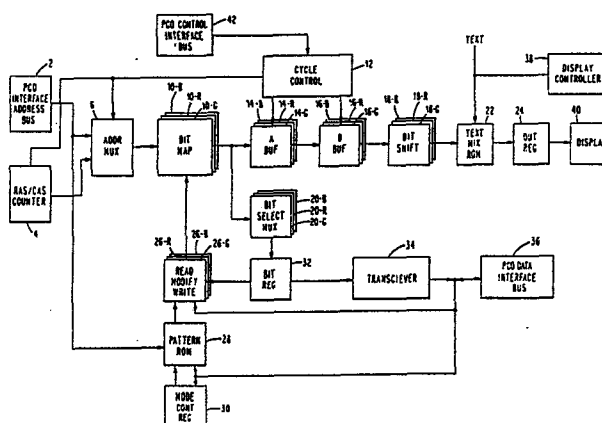 PCD CONTROL
INTERFACE
BUS
42
2
PCD
INTERFACE
ADDRESS
BUS
6
ADDR
MUX
RAS/CAS
COUNTER
4
10-B
10-R
10-G
BIT
MAP
CYCLE
CONTROL
12
14-B
14-R
14-G
A
BUF
16-B
16-R
16-G
B
BUF
18-B
18-R
18-G
BIT
SHIFT
TEXT
TEXT
MIX
ROM
22
24
OUT
REG
38
DISPLAY
CONTROLLER
40
DISPLAY
BIT
SELECT
MUX
20-B
20-R
20-G
26-B
26-R
26-G
READ
MODIFY
WRITE
32
BIT
REG
34
TRANSCIEVER
36
PCD DATA
INTERFACE
BUS
PATTERN
ROM
28
MODE
CONT
REG
30